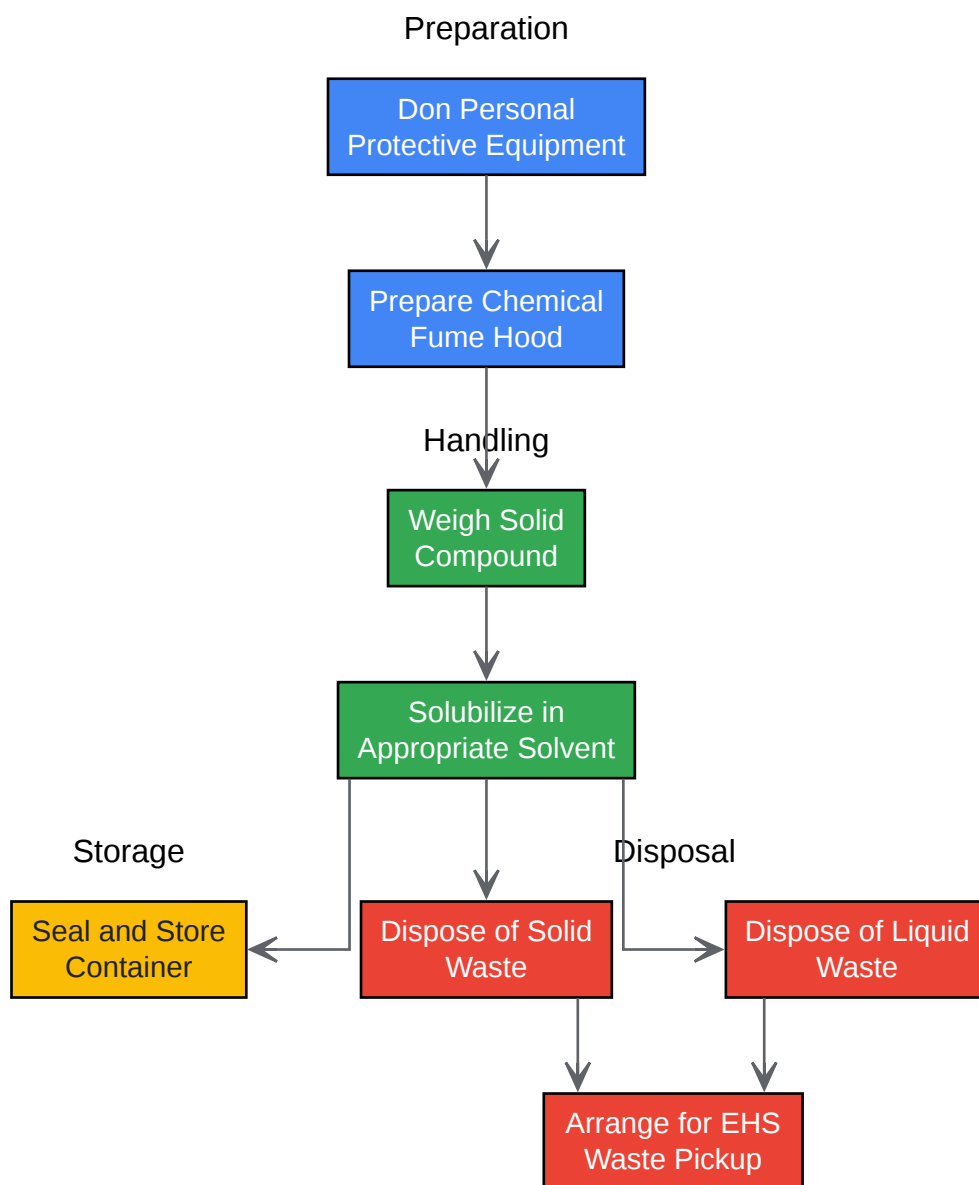 Preparation
Don Personal
Protective Equipment
Prepare Chemical
Fume Hood
Handling
Weigh Solid
Compound
Solubilize in
Appropriate Solvent
Storage
Disposal
Seal and Store
Container
Dispose of Solid
Waste
Dispose of Liquid
Waste
Arrange for EHS
Waste Pickup